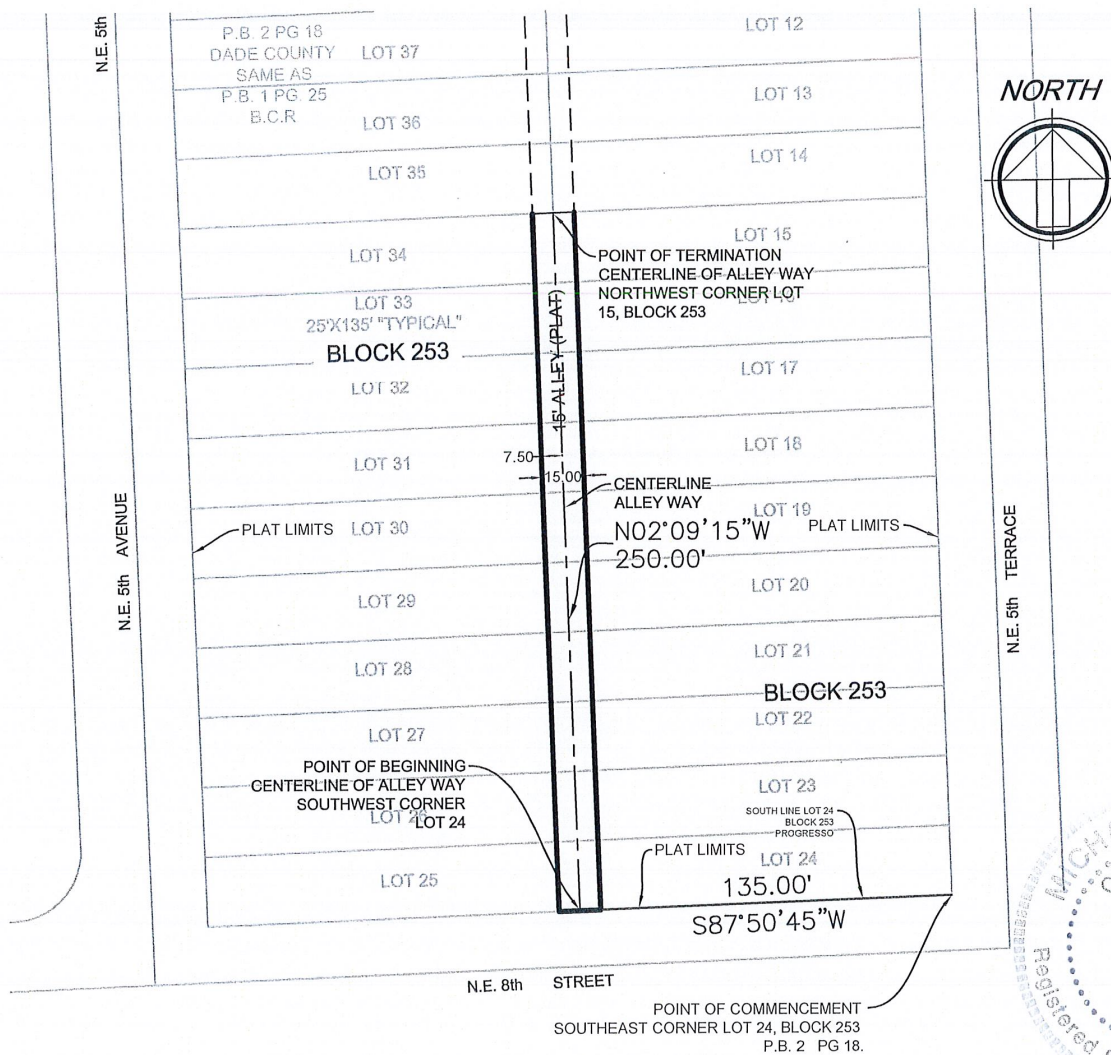 N.E. 5th
P.B. 2 PG 18
DADE COUNTY
SAME AS
P.B. 1 PG. 25
B.C.R
LOT 37
LOT 12
LOT 13
NORTH
LOT 36
LOT 14
LOT 35
LOT 15
LOT 34
POINT OF TERMINATION
CENTERLINE OF ALLEY WAY
NORTHWEST CORNER LOT
15, BLOCK 253
LOT 33
25'X135' "TYPICAL"
BLOCK 253
15' ALLEY (PLAT)
LOT 32
LOT 17
LOT 31
LOT 18
7.50
15.00
CENTERLINE
ALLEY WAY
N02°09'15"W
250.00'
LOT 19
PLAT LIMITS
PLAT LIMITS
LOT 30
N.E. 5th AVENUE
N.E. 5th TERRACE
LOT 29
LOT 20
LOT 28
LOT 21
BLOCK 253
LOT 22
LOT 27
POINT OF BEGINNING
CENTERLINE OF ALLEY WAY
SOUTHWEST CORNER
LOT 24
LOT 26
LOT 23
SOUTH LINE LOT 24
BLOCK 253
PROGRESSO
PLAT LIMITS
LOT 24
LOT 25
135.00'
S87°50'45"W
N.E. 8th STREET
POINT OF COMMENCEMENT
SOUTHEAST CORNER LOT 24, BLOCK 253
P.B. 2 PG 18.
Registered